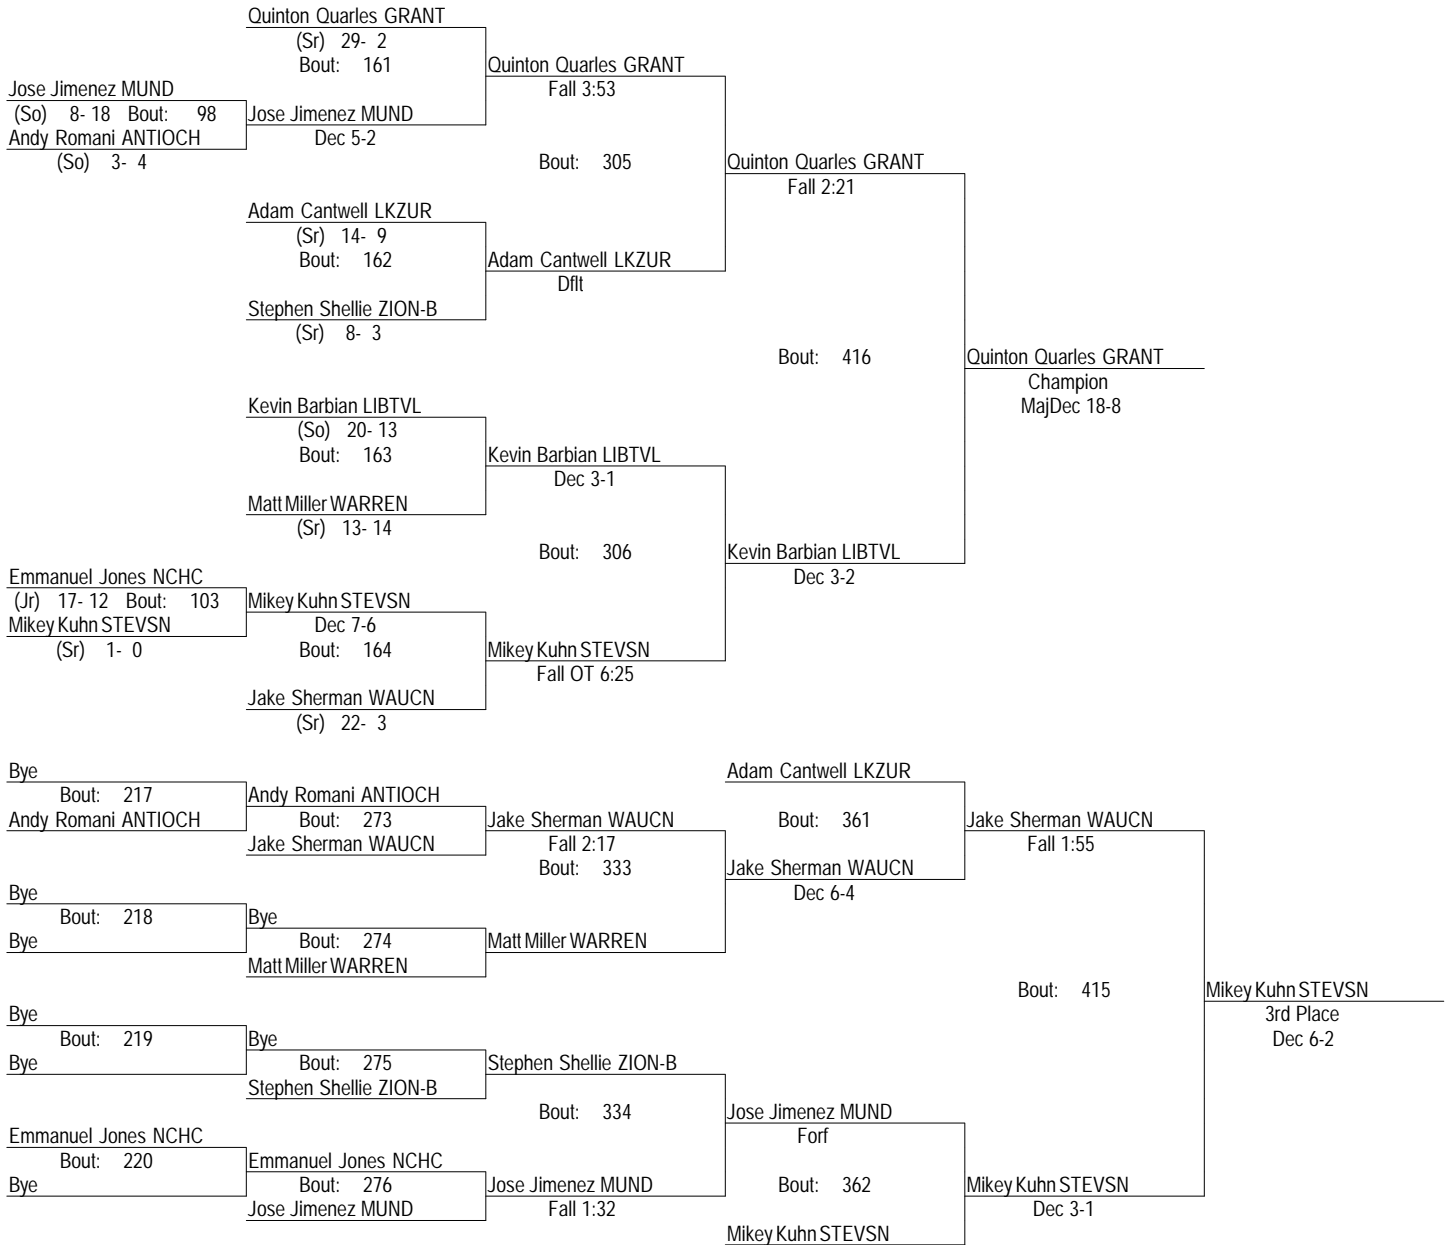 Quinton Quarles GRANT
(Sr) 29- 2
Bout: 161
Quinton Quarles GRANT
Jose Jimenez MUND
Fall 3:53
(So) 8- 18 Bout: 98
Jose Jimenez MUND
Andy Romani ANTIOCH
Dec 5-2
(So) 3- 4
Bout: 305
Quinton Quarles GRANT
Fall 2:21
Adam Cantwell LKZUR
(Sr) 14- 9
Bout: 162
Adam Cantwell LKZUR
Dflt
Stephen Shellie ZION-B
(Sr) 8- 3
Bout: 416
Quinton Quarles GRANT
Champion
MajDec 18-8
Kevin Barbian LIBTVL
(So) 20- 13
Bout: 163
Kevin Barbian LIBTVL
Dec 3-1
Matt Miller WARREN
(Sr) 13- 14
Bout: 306
Kevin Barbian LIBTVL
Dec 3-2
Emmanuel Jones NCHC
(Jr) 17- 12 Bout: 103
Mikey Kuhn STEVSN
Mikey Kuhn STEVSN
Dec 7-6
(Sr) 1- 0
Bout: 164
Mikey Kuhn STEVSN
Fall OT 6:25
Jake Sherman WAUCN
(Sr) 22- 3
Bye
Adam Cantwell LKZUR
Bout: 217
Andy Romani ANTIOCH
Andy Romani ANTIOCH
Bout: 273
Jake Sherman WAUCN
Bout: 361
Jake Sherman WAUCN
Jake Sherman WAUCN
Fall 2:17
Fall 1:55
Bout: 333
Jake Sherman WAUCN
Dec 6-4
Bye
Bout: 218
Bye
Bye
Bout: 274
Matt Miller WARREN
Matt Miller WARREN
Bout: 415
Mikey Kuhn STEVSN
3rd Place
Dec 6-2
Bye
Bout: 219
Bye
Bye
Bout: 275
Stephen Shellie ZION-B
Stephen Shellie ZION-B
Bout: 334
Jose Jimenez MUND
Forf
Emmanuel Jones NCHC
Bout: 220
Emmanuel Jones NCHC
Bye
Bout: 276
Jose Jimenez MUND
Bout: 362
Mikey Kuhn STEVSN
Jose Jimenez MUND
Fall 1:32
Dec 3-1
Mikey Kuhn STEVSN